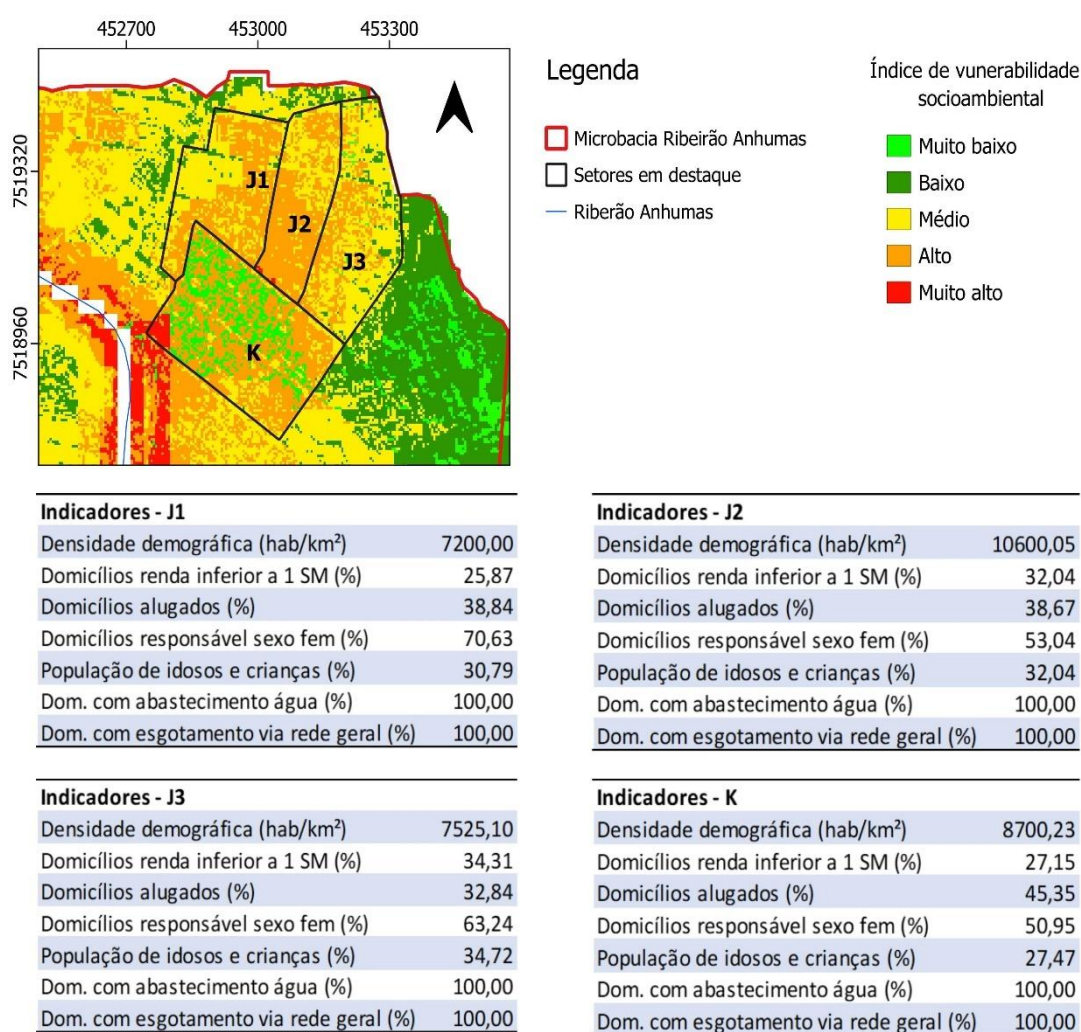 452700 453000 453300
7519320
7518960
J1
J2
J3
K
Legenda
Microbacia Ribeirão Anhumas
Setores em destaque
Riberão Anhumas
Índice de vunerabilidade
socioambiental
Muito baixo
Baixo
Médio
Alto
Muito alto
Indicadores - J1
Densidade demográfica (hab/km²) 7200,00
Domicílios renda inferior a 1 SM (%) 25,87
Domicílios alugados (%) 38,84
Domicílios responsável sexo fem (%) 70,63
População de idosos e crianças (%) 30,79
Dom. com abastecimento água (%) 100,00
Dom. com esgotamento via rede geral (%) 100,00
Indicadores - J2
Densidade demográfica (hab/km²) 10600,05
Domicílios renda inferior a 1 SM (%) 32,04
Domicílios alugados (%) 38,67
Domicílios responsável sexo fem (%) 53,04
População de idosos e crianças (%) 32,04
Dom. com abastecimento água (%) 100,00
Dom. com esgotamento via rede geral (%) 100,00
Indicadores - J3
Densidade demográfica (hab/km²) 7525,10
Domicílios renda inferior a 1 SM (%) 34,31
Domicílios alugados (%) 32,84
Domicílios responsável sexo fem (%) 63,24
População de idosos e crianças (%) 34,72
Dom. com abastecimento água (%) 100,00
Dom. com esgotamento via rede geral (%) 100,00
Indicadores - K
Densidade demográfica (hab/km²) 8700,23
Domicílios renda inferior a 1 SM (%) 27,15
Domicílios alugados (%) 45,35
Domicílios responsável sexo fem (%) 50,95
População de idosos e crianças (%) 27,47
Dom. com abastecimento água (%) 100,00
Dom. com esgotamento via rede geral (%) 100,00